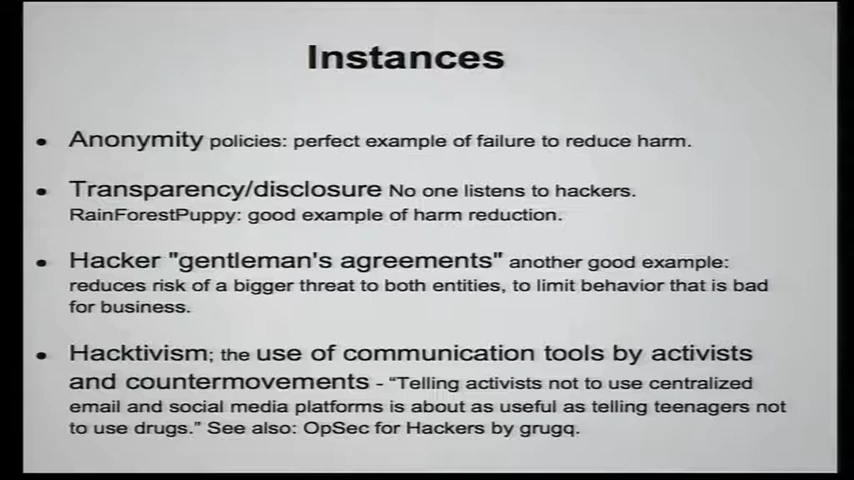 Instances
Anonymity policies: perfect example of failure to reduce harm.
Transparency/disclosure No one listens to hackers.
RainForestPuppy: good example of harm reduction.
Hacker "gentleman's agreements" another good example:
reduces risk of a bigger threat to both entities, to limit behavior that is bad
for business.
Hacktivism; the use of communication tools by activists
and countermovements - “Telling activists not to use centralized
email and social media platforms is about as useful as telling teenagers not
to use drugs.” See also: OpSec for Hackers by grugq.